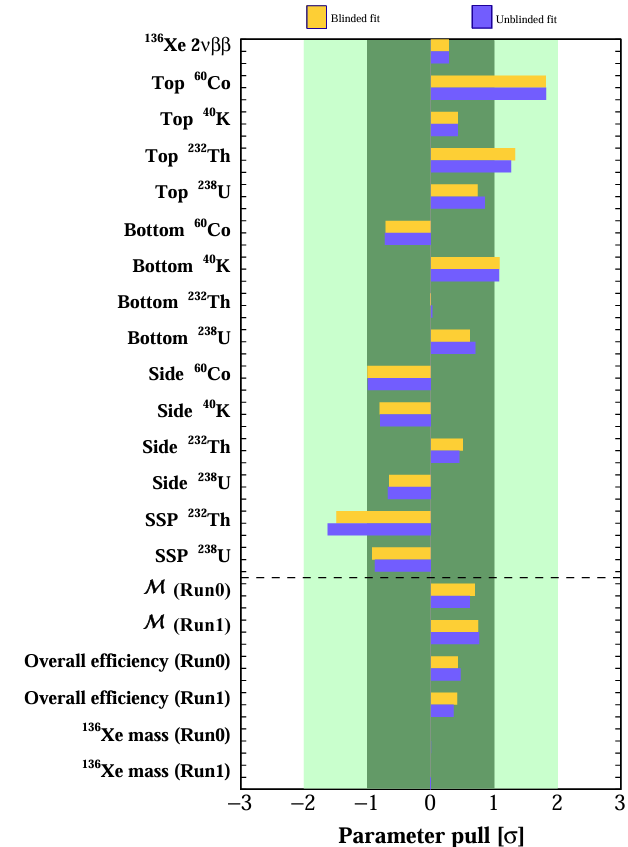 Blinded fit Unblinded fit
¹³⁶Xe 2νββ
Top ⁶⁰Co
Top ⁴⁰K
Top ²³²Th
Top ²³⁸U
Bottom ⁶⁰Co
Bottom ⁴⁰K
Bottom ²³²Th
Bottom ²³⁸U
Side ⁶⁰Co
Side ⁴⁰K
Side ²³²Th
Side ²³⁸U
SSP ²³²Th
SSP ²³⁸U
ℳ (Run0)
ℳ (Run1)
Overall efficiency (Run0)
Overall efficiency (Run1)
¹³⁶Xe mass (Run0)
¹³⁶Xe mass (Run1)
−3 −2 −1 0 1 2 3
Parameter pull [σ]